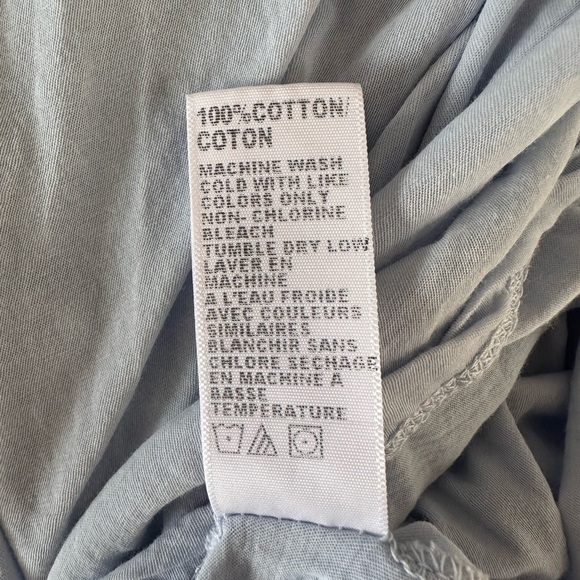 100% COTTON/
COTON
MACHINE WASH
COLD WITH LIKE
COLORS ONLY
NON- CHLORINE
BLEACH
TUMBLE DRY LOW
LAVER EN
MACHINE
A L'EAU FROIDE
AVEC COULEURS
SIMILAIRES
BLANCHIR SANS
CHLORE SECHAGE
EN MACHINE A
BASSE
TEMPERATURE